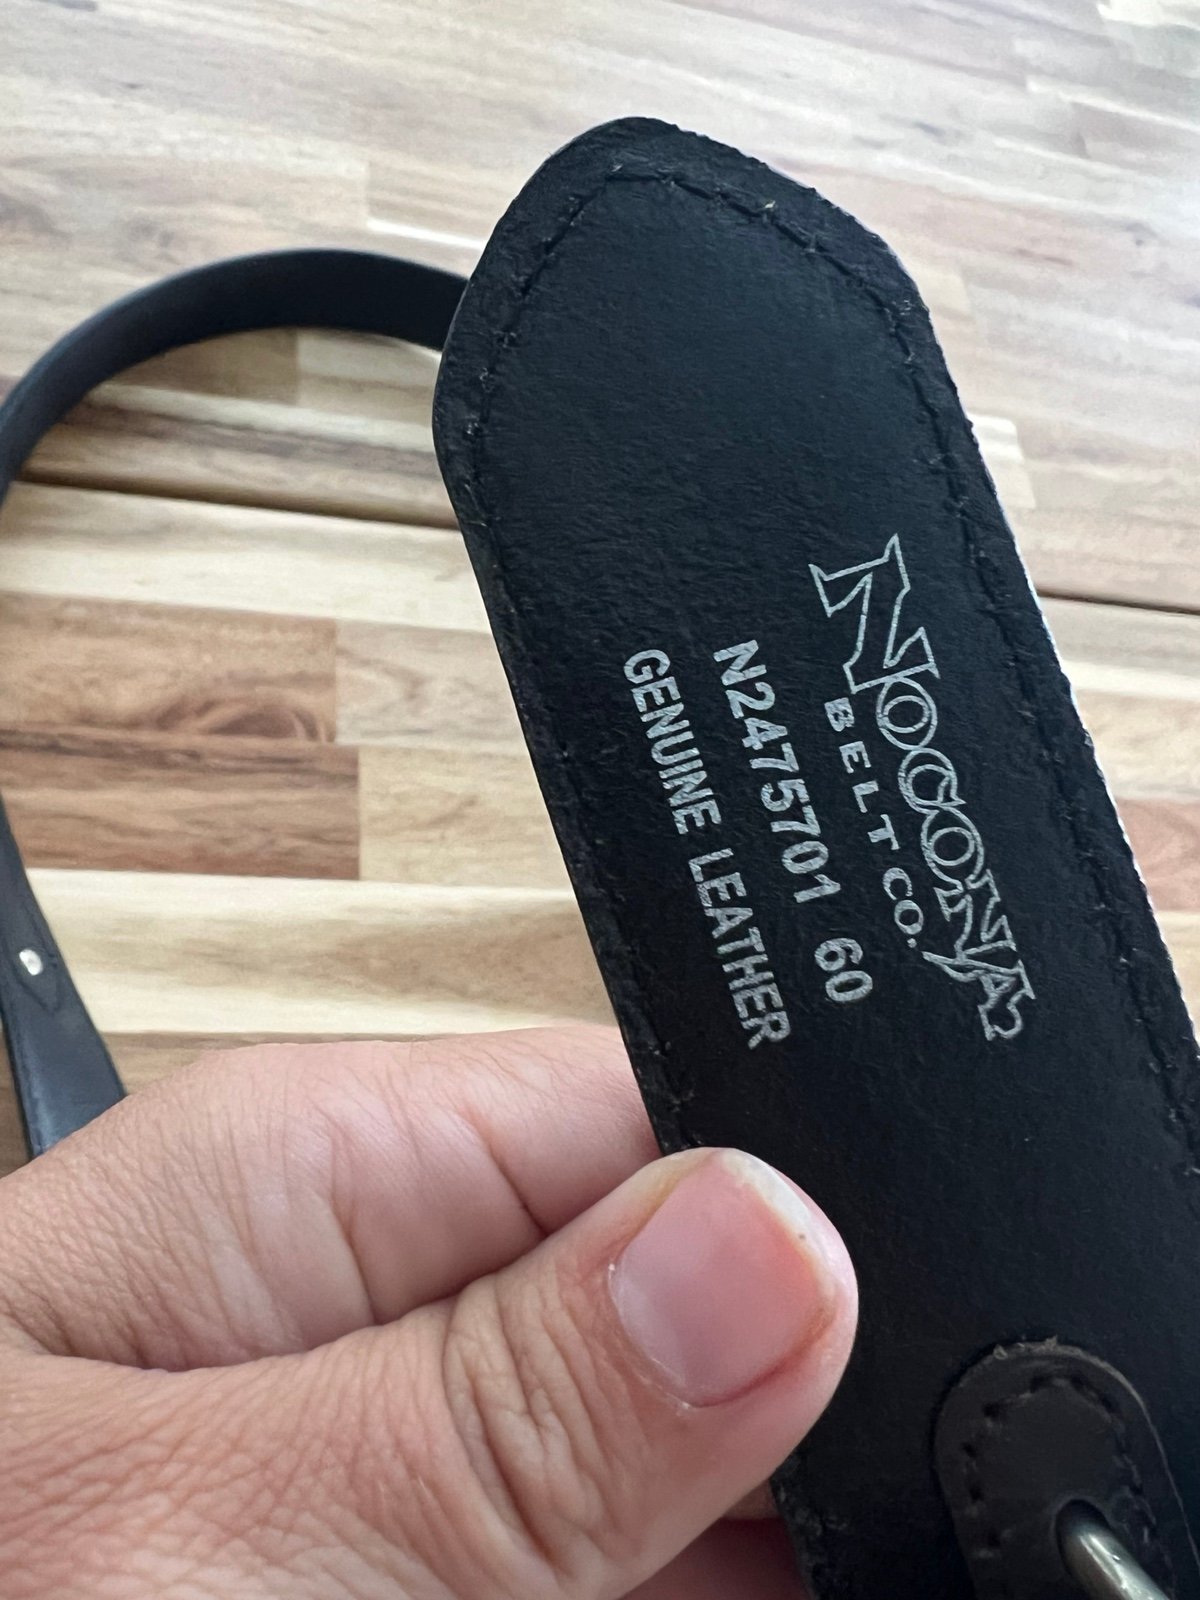 NOCONA
BELT CO.
N2475701 60
GENUINE LEATHER